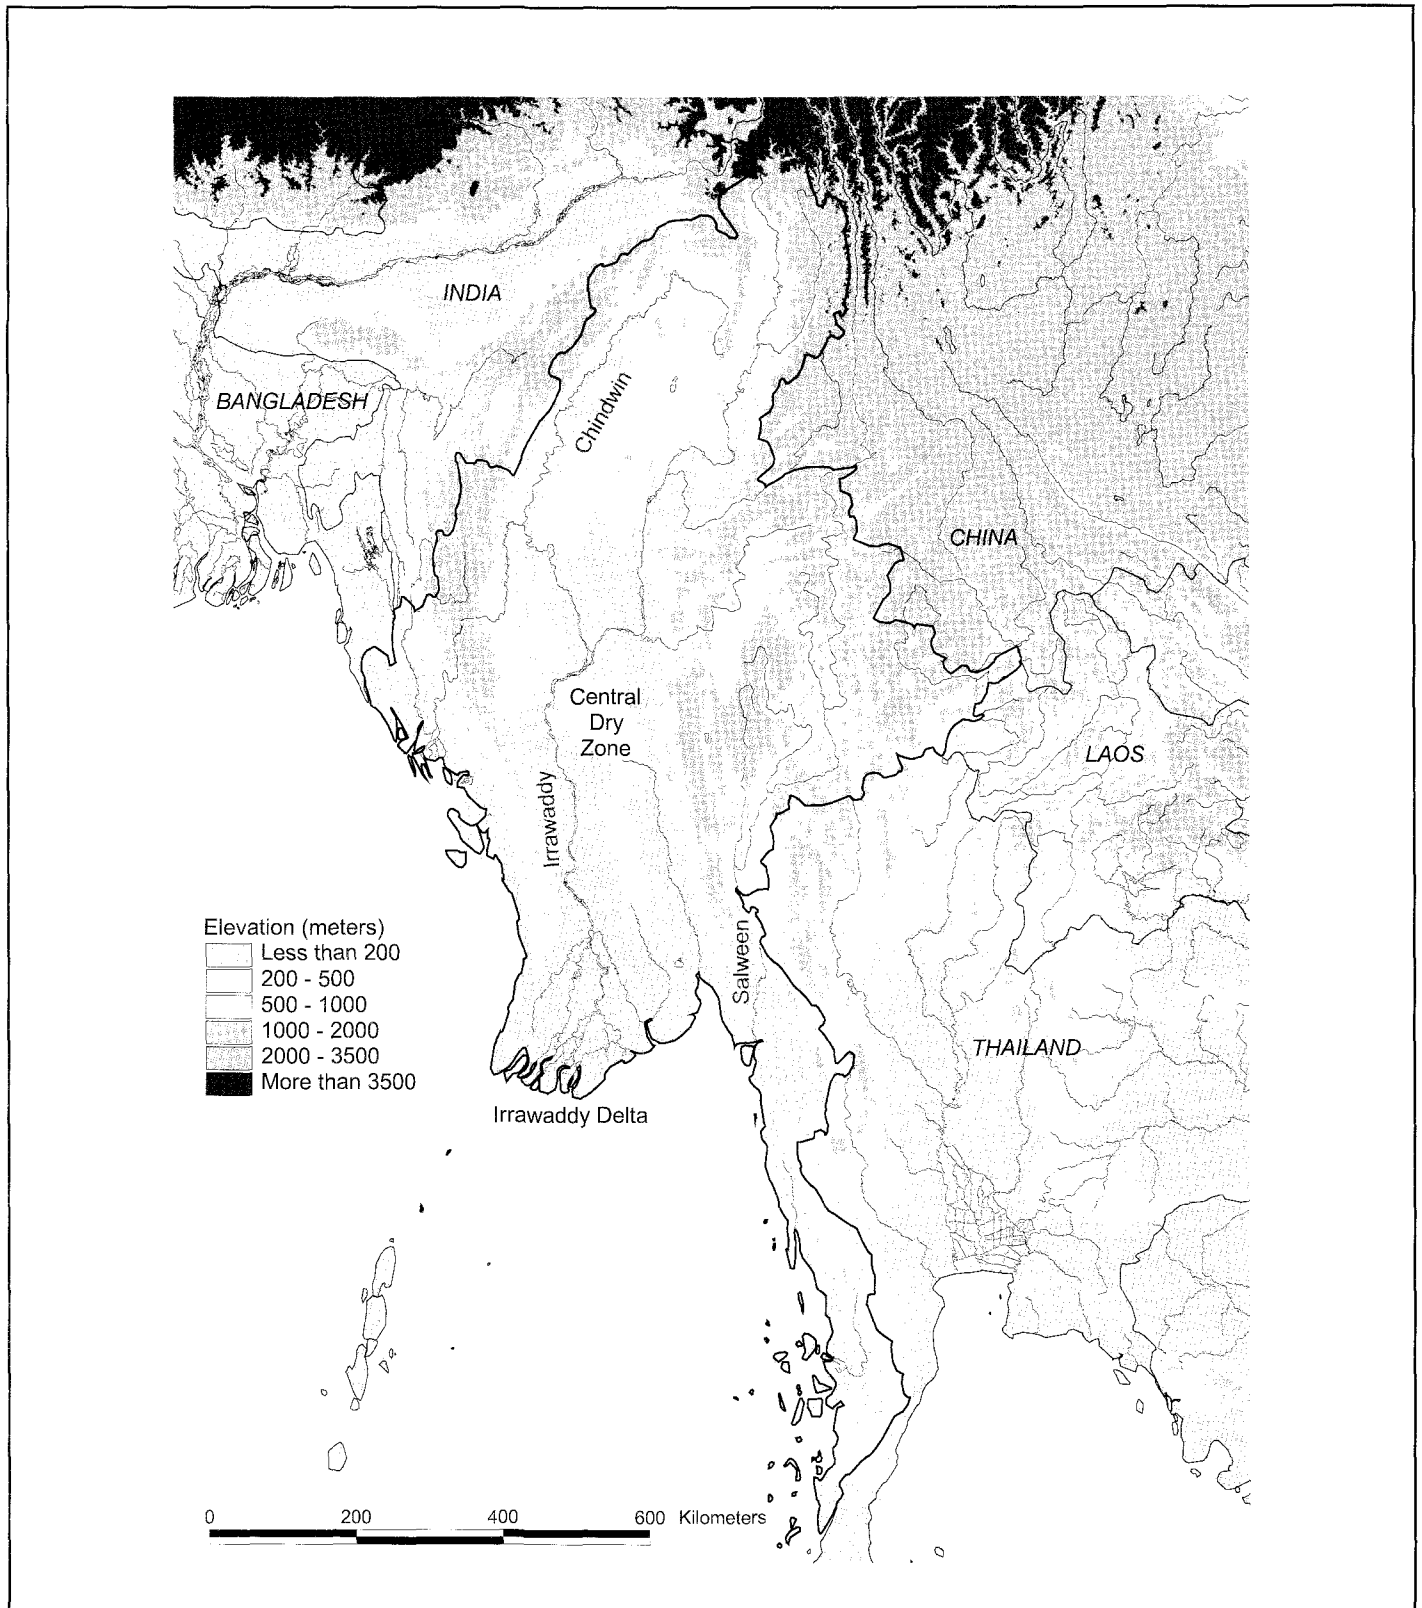 INDIA
BANGLADESH
Chindwin
CHINA
Central
Dry
Zone
LAOS
Irrawaddy
Elevation (meters)
Less than 200
200 - 500
500 - 1000
1000 - 2000
2000 - 3500
More than 3500
Salween
THAILAND
Irrawaddy Delta
0 200 400 600 Kilometers